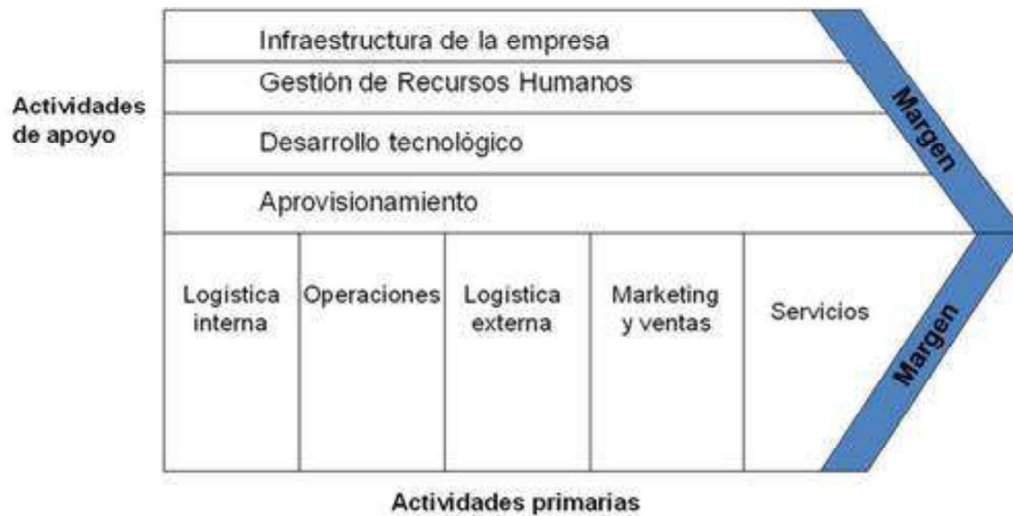 Infraestructura de la empresa
Gestión de Recursos Humanos
Actividades
de apoyo
Desarrollo tecnológico
Aprovisionamiento
Margen
Logística
interna
Operaciones
Logística
externa
Marketing
y ventas
Servicios
Margen
Actividades primarias